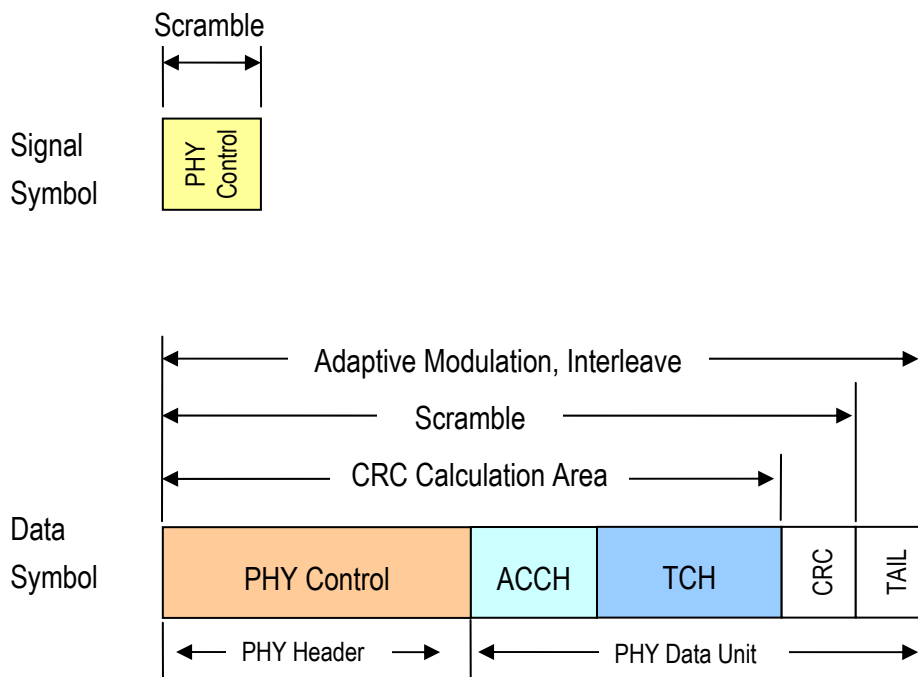 Scramble
Signal
Symbol
PHY
Control
Adaptive Modulation, Interleave
Scramble
CRC Calculation Area
Data
Symbol
PHY Control
ACCH
TCH
CRC
TAIL
PHY Header
PHY Data Unit